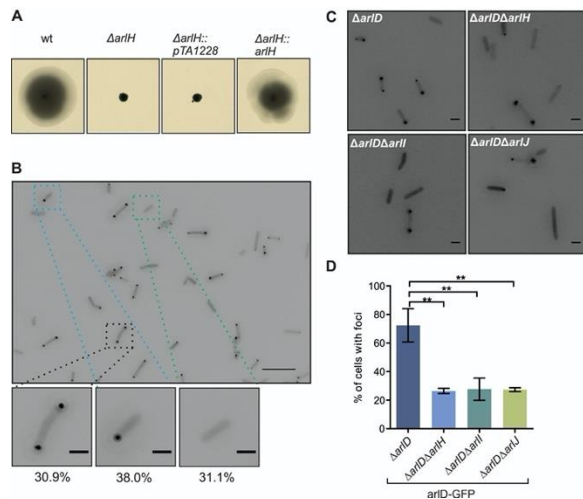 A
wt
ΔarlH
ΔarlH::
pTA1228
ΔarlH::
arlH
B
30.9%
38.0%
31.1%
C
ΔarlD
ΔarlDΔarlH
ΔarlDΔarlI
ΔarlDΔarlJ
D
% of cells with foci
100
80
60
40
20
0
**
**
**
ΔarlD
ΔarlDΔarlH
ΔarlDΔarlI
ΔarlDΔarlJ
arlD-GFP